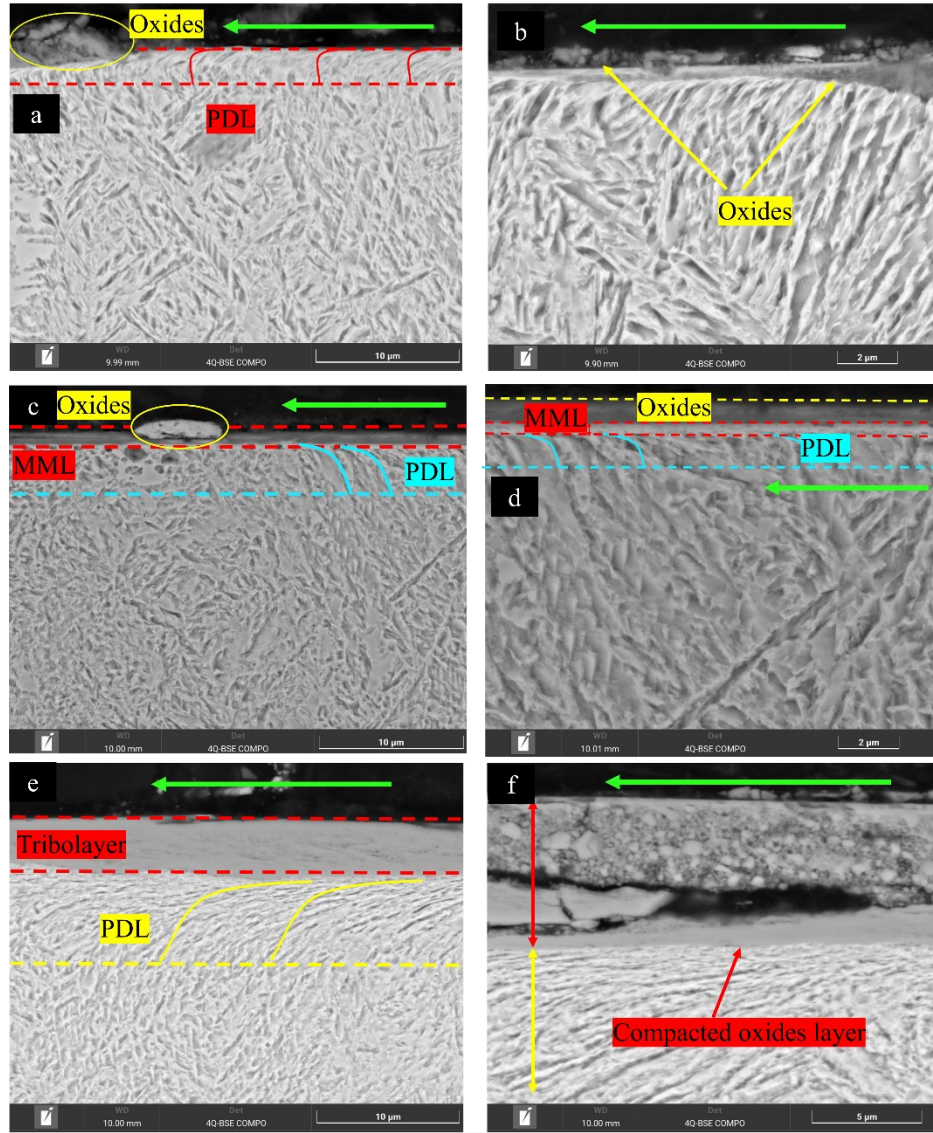 Oxides
a
PDL
WD Det
9.99 mm 4Q-BSE COMPO 10 µm
b
Oxides
WD Det
9.90 mm 4Q-BSE COMPO 2 µm
c
Oxides
MML
PDL
WD Det
10.00 mm 4Q-BSE COMPO 10 µm
Oxides
MML
PDL
d
WD Det
10.01 mm 4Q-BSE COMPO 2 µm
e
Tribolayer
PDL
WD Det
10.00 mm 4Q-BSE COMPO 10 µm
f
Compacted oxides layer
WD Det
10.00 mm 4Q-BSE COMPO 5 µm